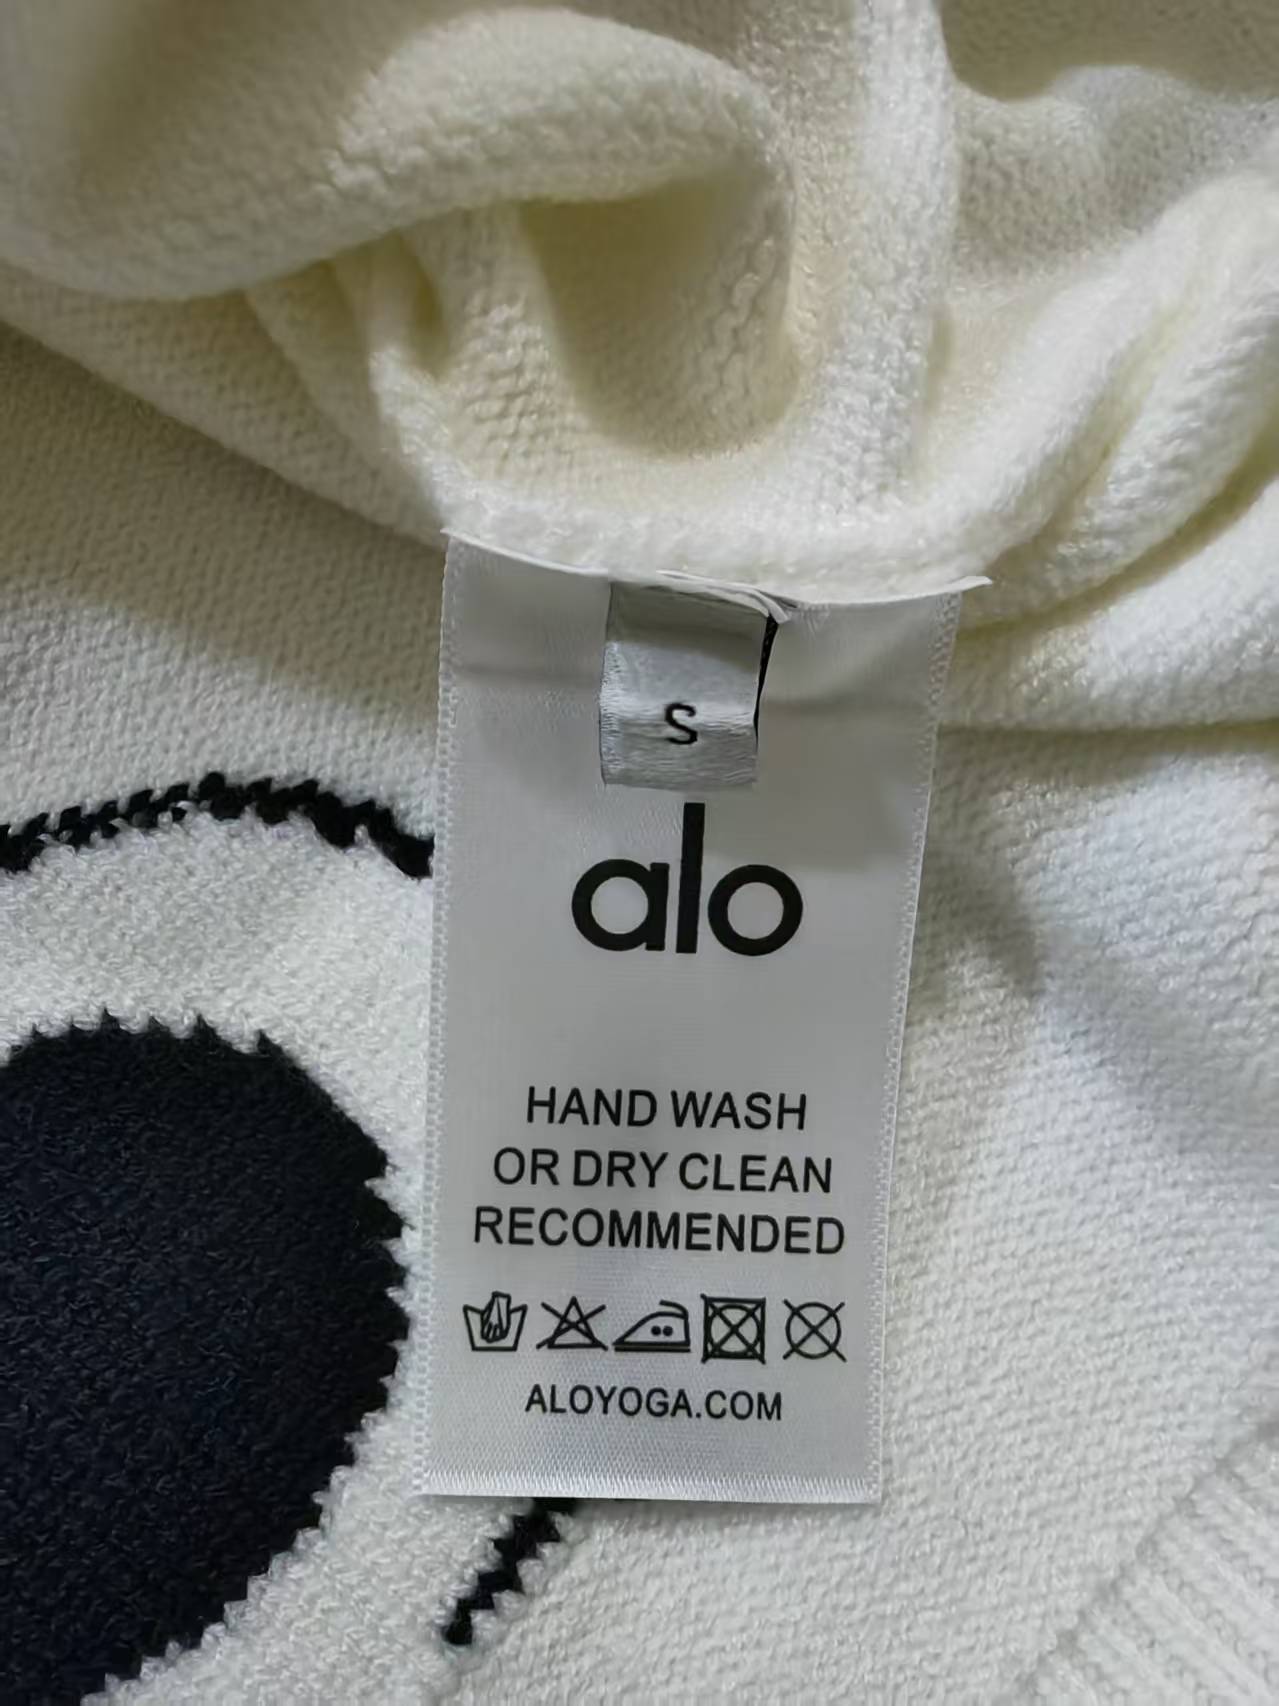 S
alo
HAND WASH
OR DRY CLEAN
RECOMMENDED
ALOYOGA.COM